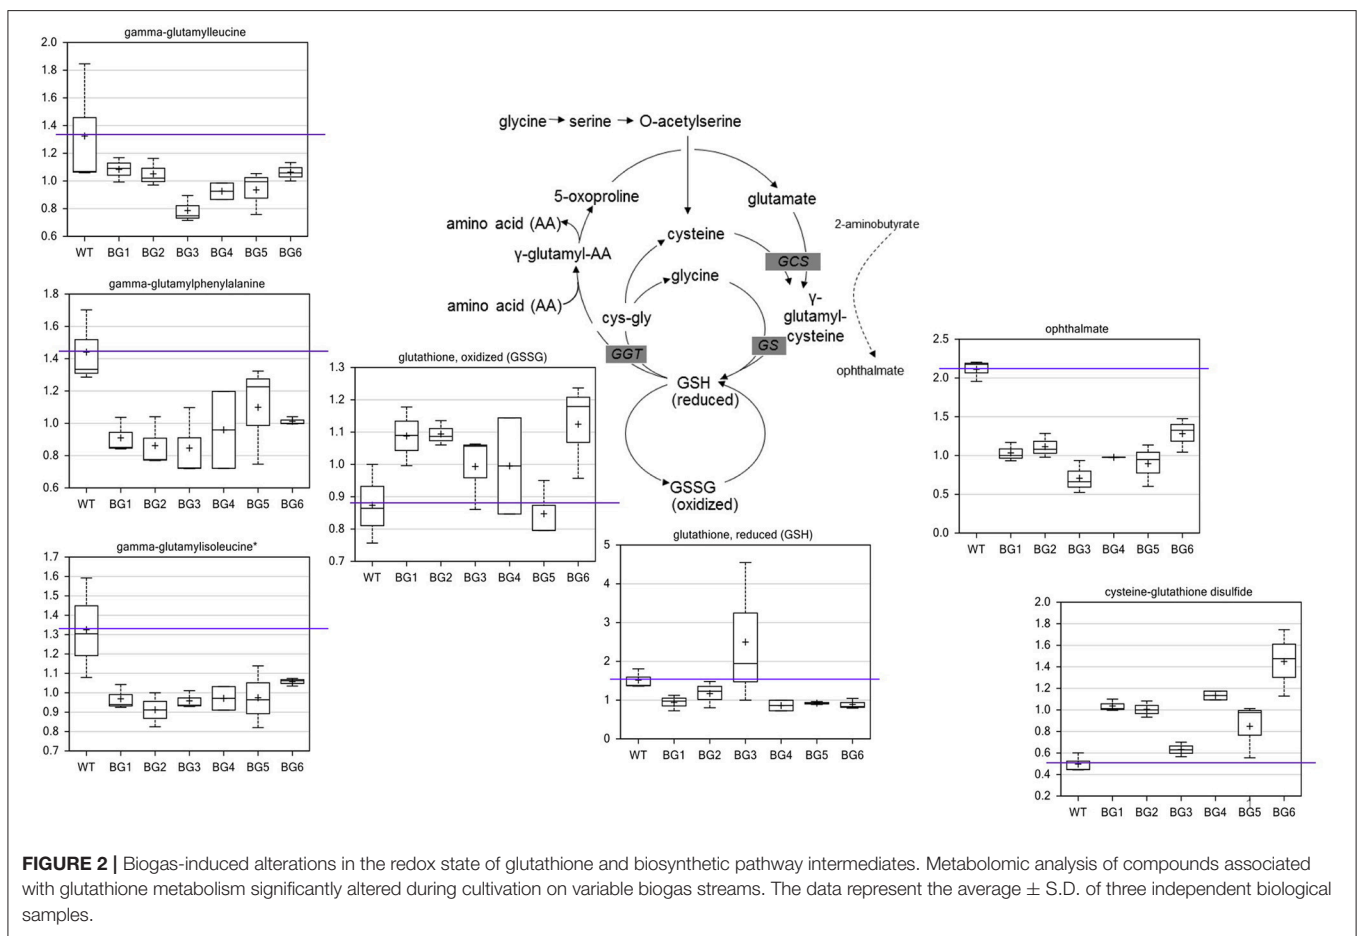 gamma-glutamylleucine
2.0
1.8
1.6
1.4
1.2
1.0
0.8
0.6
WT BG1 BG2 BG3 BG4 BG5 BG6
gamma-glutamylphenylalanine
1.8
1.6
1.4
1.2
1.0
0.8
0.6
WT BG1 BG2 BG3 BG4 BG5 BG6
gamma-glutamylisoleucine*
1.7
1.6
1.5
1.4
1.3
1.1
1.0
0.9
0.8
0.7
WT BG1 BG2 BG3 BG4 BG5 BG6
glutathione, oxidized (GSSG)
1.3
1.2
1.1
1.0
0.9
0.8
0.7
WT BG1 BG2 BG3 BG4 BG5 BG6
glycine serine O-acetylserine
5-oxoproline
glutamate
amino acid (AA)
cysteine
2-aminobutyrate
γ-glutamyl-AA
GCS
glycine
amino acid (AA)
cys-gly
γ-
glutamyl-
cysteine
GGT
GS
ophthalmate
GSH
(reduced)
GSSG
(oxidized)
glutathione, reduced (GSH)
5
4
3
2
1
0
WT BG1 BG2 BG3 BG4 BG5 BG6
ophthalmate
2.5
2.0
1.5
1.0
0.5
0.0
WT BG1 BG2 BG3 BG4 BG5 BG6
cysteine-glutathione disulfide
2.0
1.8
1.6
1.4
1.2
1.0
0.8
0.6
0.4
0.2
WT BG1 BG2 BG3 BG4 BG5 BG6
FIGURE 2 | Biogas-induced alterations in the redox state of glutathione and biosynthetic pathway intermediates. Metabolomic analysis of compounds associated
with glutathione metabolism significantly altered during cultivation on variable biogas streams. The data represent the average ± S.D. of three independent biological
samples.